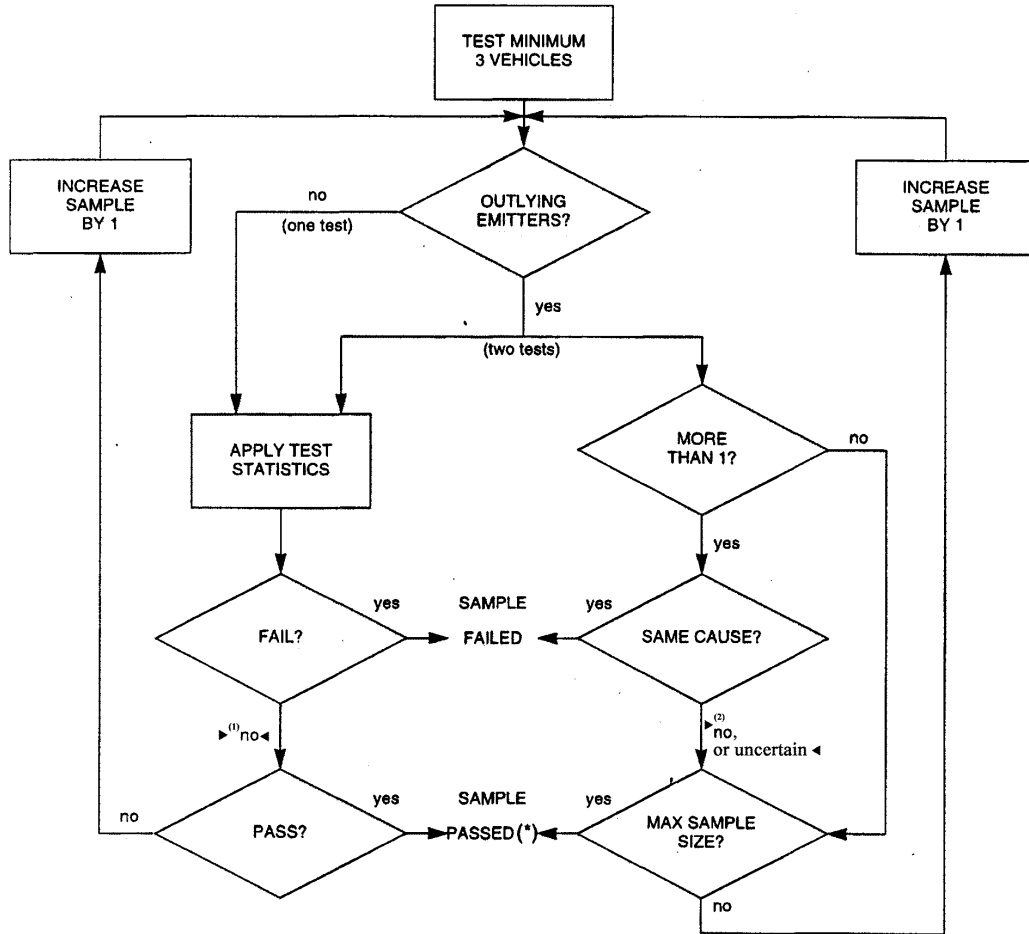 TEST MINIMUM
3 VEHICLES
INCREASE
SAMPLE
BY 1
INCREASE
SAMPLE
BY 1
OUTLYING
EMITTERS?
no
(one test)
yes
(two tests)
APPLY TEST
STATISTICS
MORE
THAN 1?
no
yes
FAIL?
yes
SAMPLE
FAILED
yes
SAME CAUSE?
►(1)no◄
►(2)
no,
or uncertain ◄
no
PASS?
yes
SAMPLE
PASSED(*)
yes
MAX SAMPLE
SIZE?
no